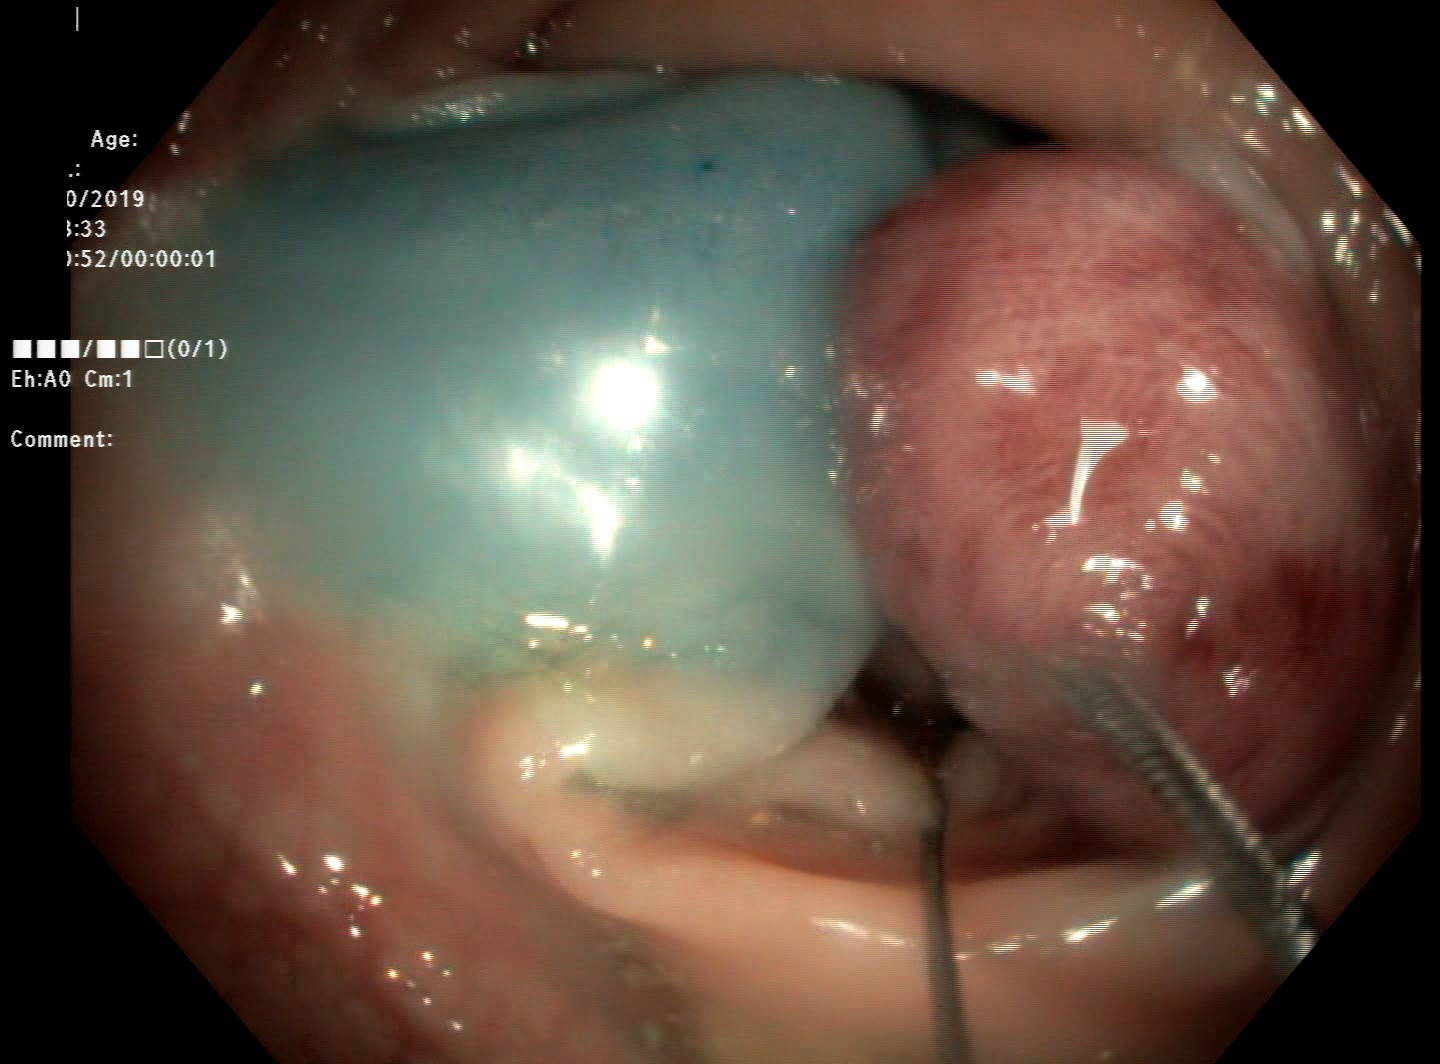 Age:
.:
0/2019
:33
:52/00:00:01
■■■/■■□(0/1)
Eh:A0 Cm:1
Comment: